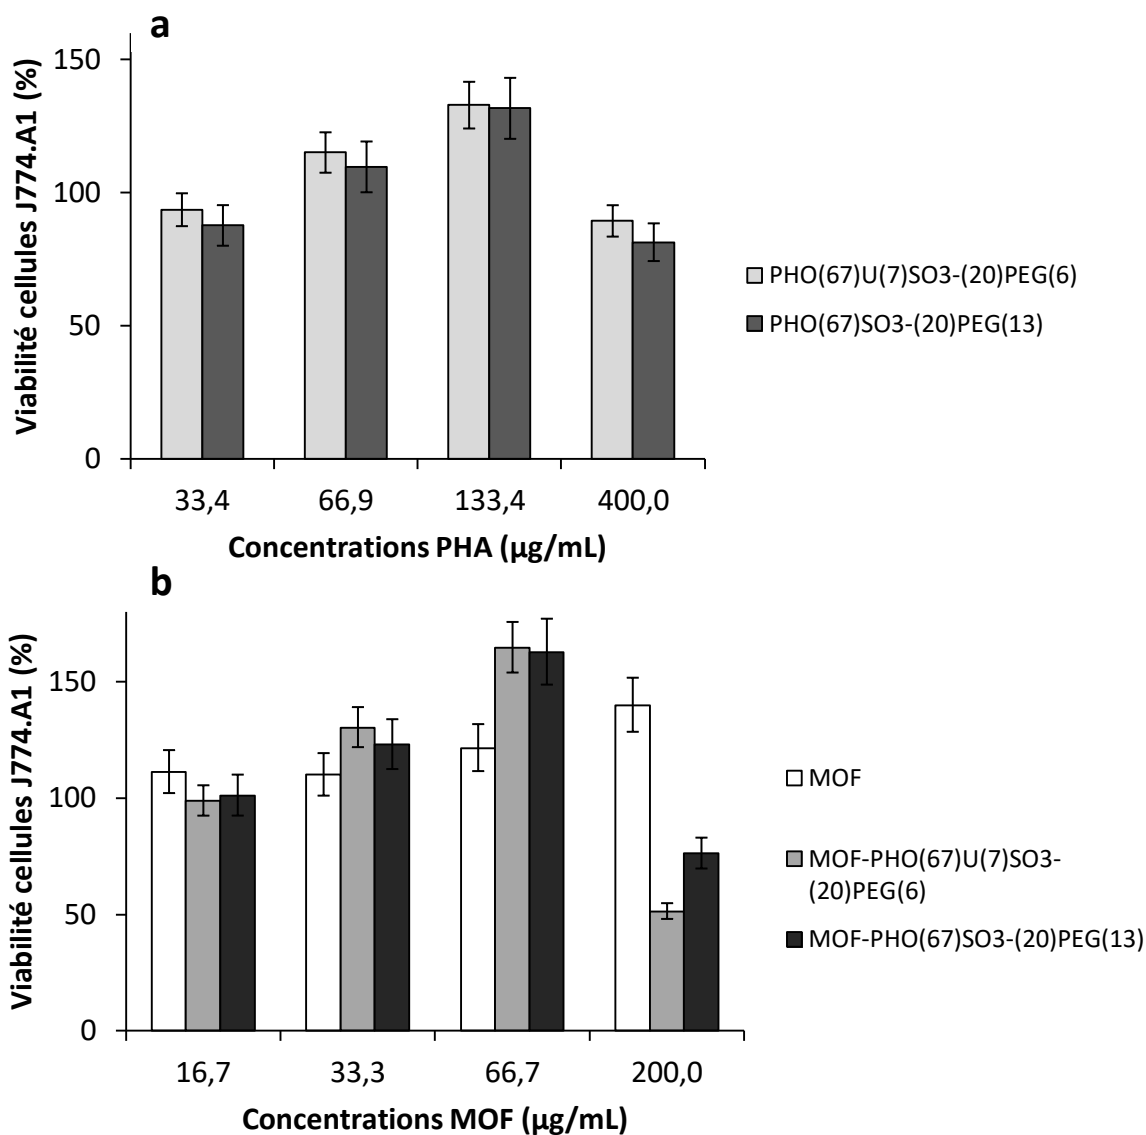 a
Viabilité cellules J774.A1 (%)
150
100
50
0
33,4 66,9 133,4 400,0
Concentrations PHA (µg/mL)
PHO(67)U(7)SO3-(20)PEG(6)
PHO(67)SO3-(20)PEG(13)
b
Viabilité cellules J774.A1 (%)
150
100
50
0
16,7 33,3 66,7 200,0
Concentrations MOF (µg/mL)
MOF
MOF-PHO(67)U(7)SO3-
(20)PEG(6)
MOF-PHO(67)SO3-(20)PEG(13)